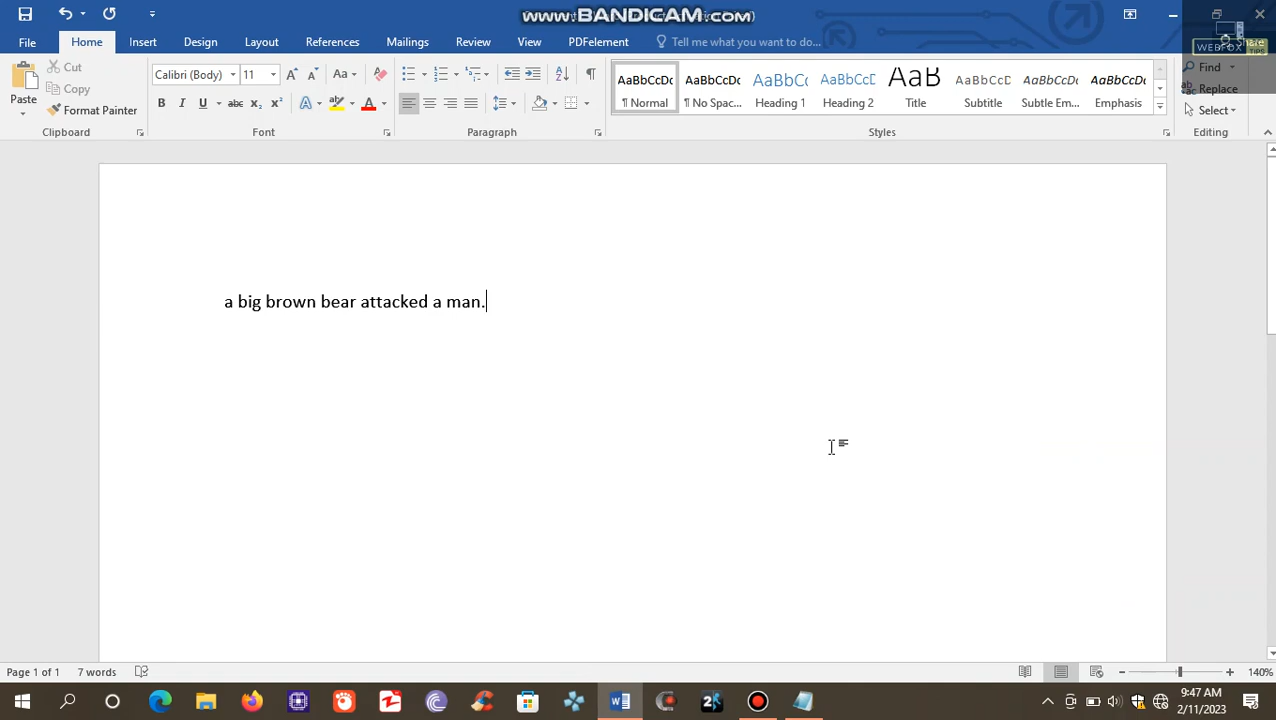 www.BANDICAM.com
File Home Insert Design Layout References Mailings Review View PDFelement Tell me what you want to do...
WEBFOX
TIPS
Paste
Cut
Copy
Format Painter
Calibri (Body) 11
AaBbCcDc AaBbCcDc AaBbCc AaBbCcC AaB AaBbCcD AaBbCcDc AaBbCcDc
¶ Normal ¶ No Spac... Heading Heading 2 Title Subtitle Subtle Em... Emphasis
Find
Replace
Select
Clipboard Font Paragraph Styles Editing
a big brown bear attacked a man.
Page 1 of 1 7 words 140%
9:47 AM
2/11/2023